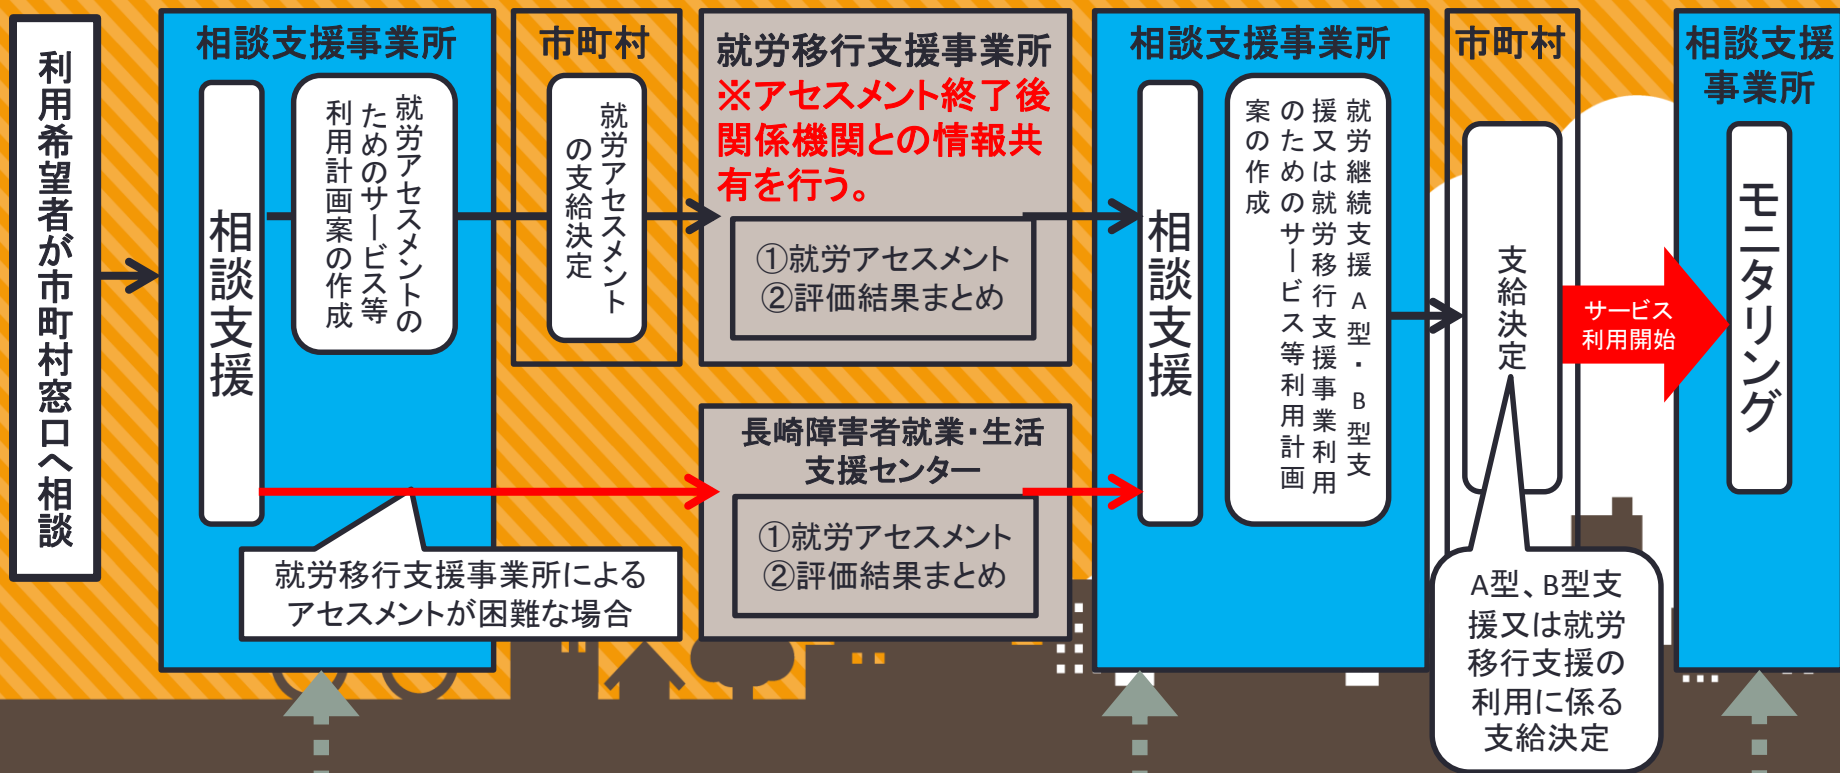 利用希望者が市町村窓口へ相談
相談支援事業所
相談支援
就労アセスメントの
ためのサービス等
利用計画案の作成
市町村
就労アセスメント
の支給決定
就労移行支援事業所
※アセスメント終了後
関係機関との情報共
有を行う。
①就労アセスメント
②評価結果まとめ
就労移行支援事業所による
アセスメントが困難な場合
長崎障害者就業・生活
支援センター
①就労アセスメント
②評価結果まとめ
相談支援事業所
相談支援
就労継続支援A型・B型支
援又は就労移行支援事業利用
のためのサービス等利用計画
案の作成
市町村
支給決定
A型、B型支
援又は就労
移行支援の
利用に係る
支給決定
サービス
利用開始
相談支援
事業所
モニタリング